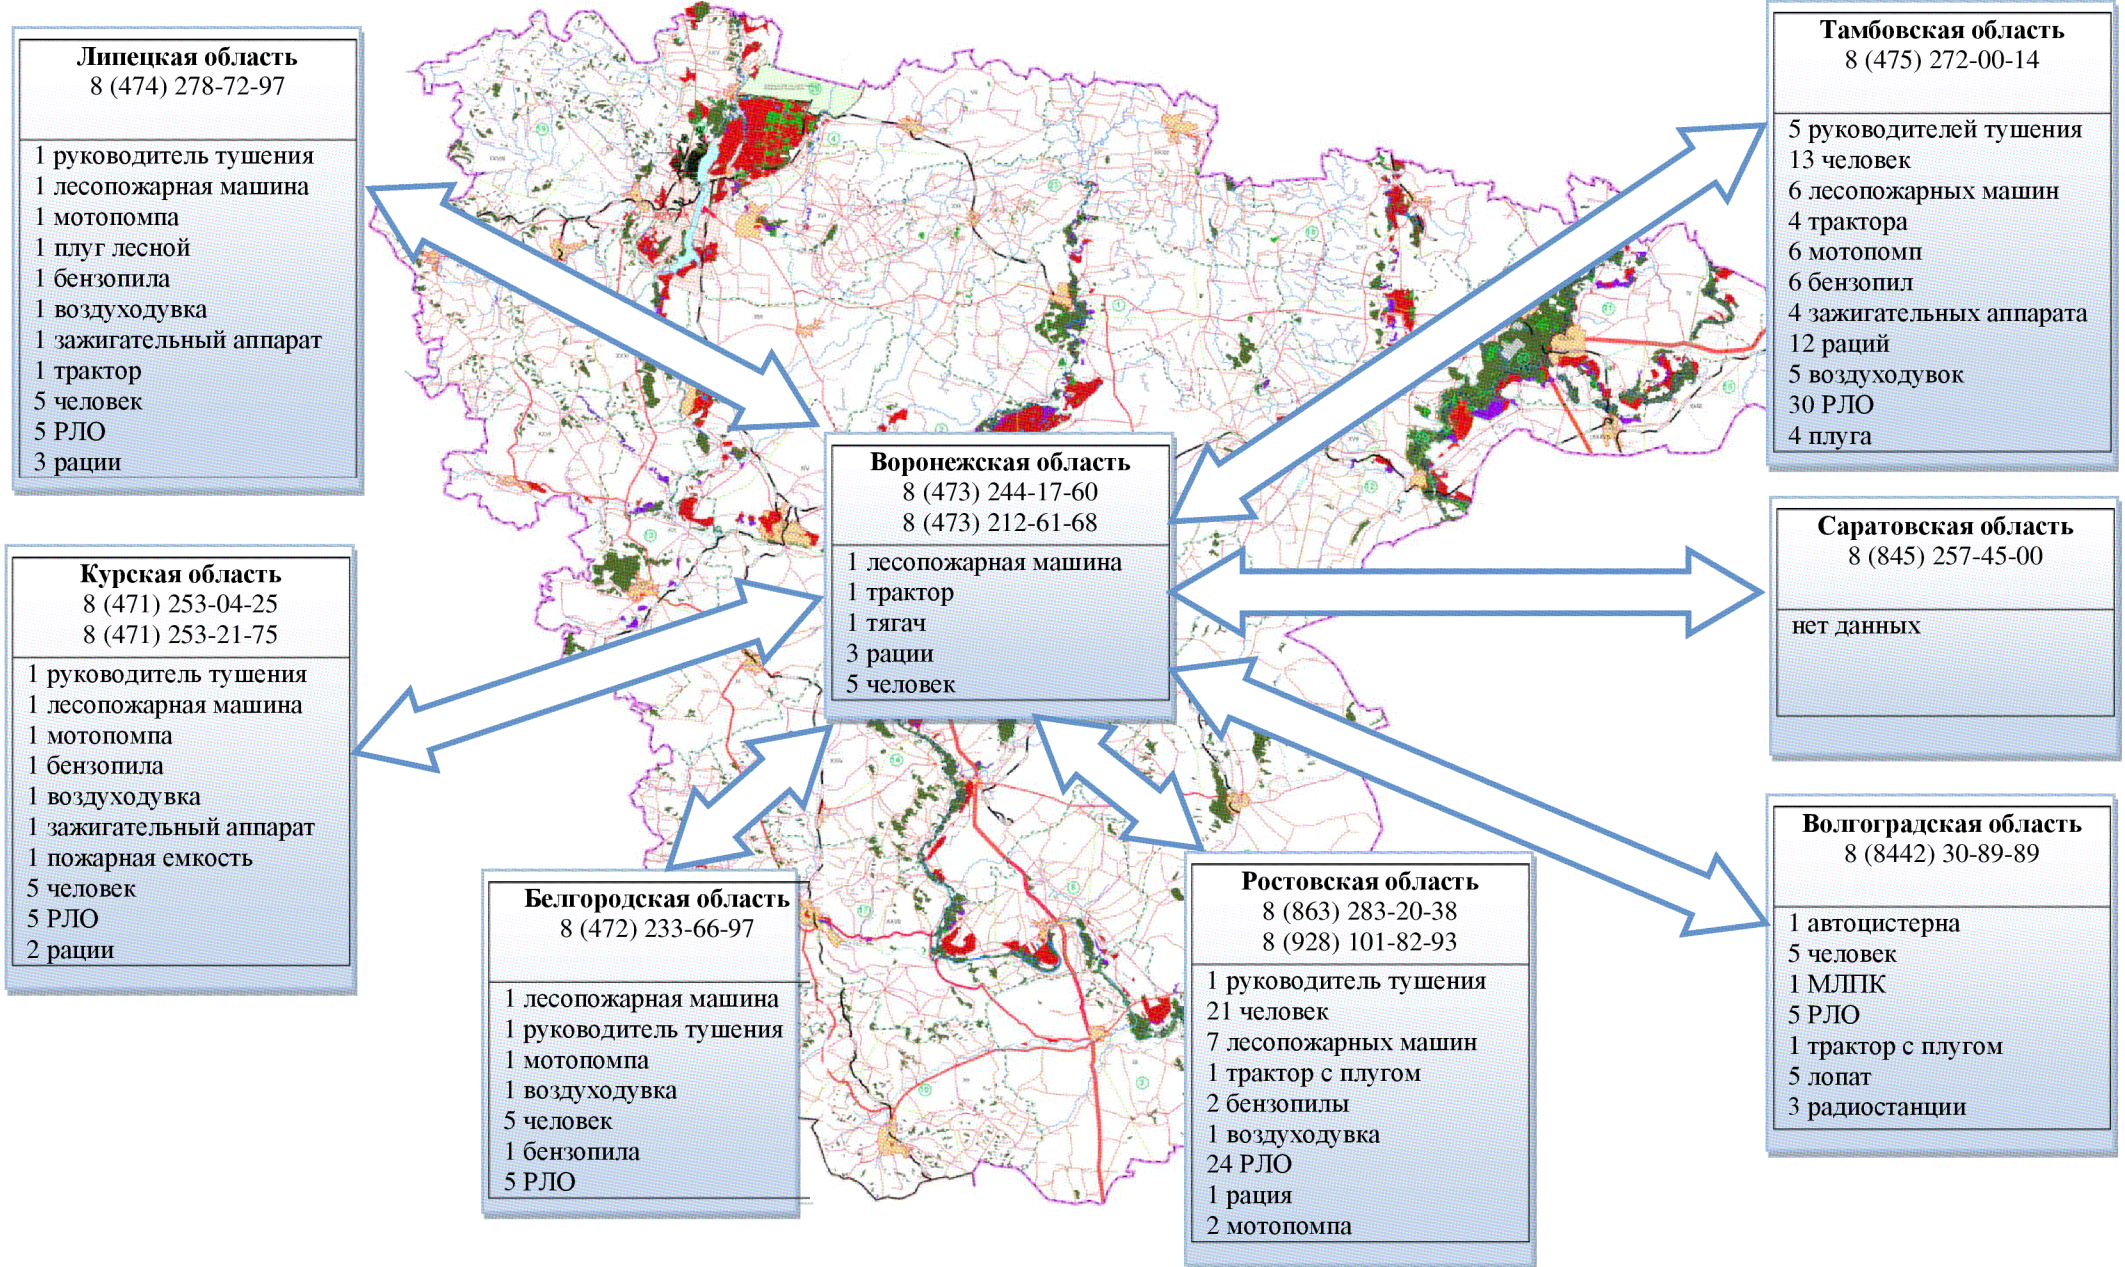 Липецкая область
8 (474) 278-72-97
1 руководитель тушения
1 лесопожарная машина
1 мотопомпа
1 плуг лесной
1 бензопила
1 воздуходувка
1 зажигательный аппарат
1 трактор
5 человек
5 РЛО
3 рации
Тамбовская область
8 (475) 272-00-14
5 руководителей тушения
13 человек
6 лесопожарных машин
4 трактора
6 мотопомп
6 бензопил
4 зажигательных аппарата
12 раций
5 воздуходувок
30 РЛО
4 плуга
Воронежская область
8 (473) 244-17-60
8 (473) 212-61-68
1 лесопожарная машина
1 трактор
1 тягач
3 рации
5 человек
Саратовская область
8 (845) 257-45-00
нет данных
Курская область
8 (471) 253-04-25
8 (471) 253-21-75
1 руководитель тушения
1 лесопожарная машина
1 мотопомпа
1 бензопила
1 воздуходувка
1 зажигательный аппарат
1 пожарная емкость
5 человек
5 РЛО
2 рации
Белгородская область
8 (472) 233-66-97
1 лесопожарная машина
1 руководитель тушения
1 мотопомпа
1 воздуходувка
5 человек
1 бензопила
5 РЛО
Ростовская область
8 (863) 283-20-38
8 (928) 101-82-93
1 руководитель тушения
21 человек
7 лесопожарных машин
1 трактор с плугом
2 бензопилы
1 воздуходувка
24 РЛО
1 рация
2 мотопомпа
Волгоградская область
8 (8442) 30-89-89
1 автоцистерна
5 человек
1 МЛПК
5 РЛО
1 трактор с плугом
5 лопат
3 радиостанции